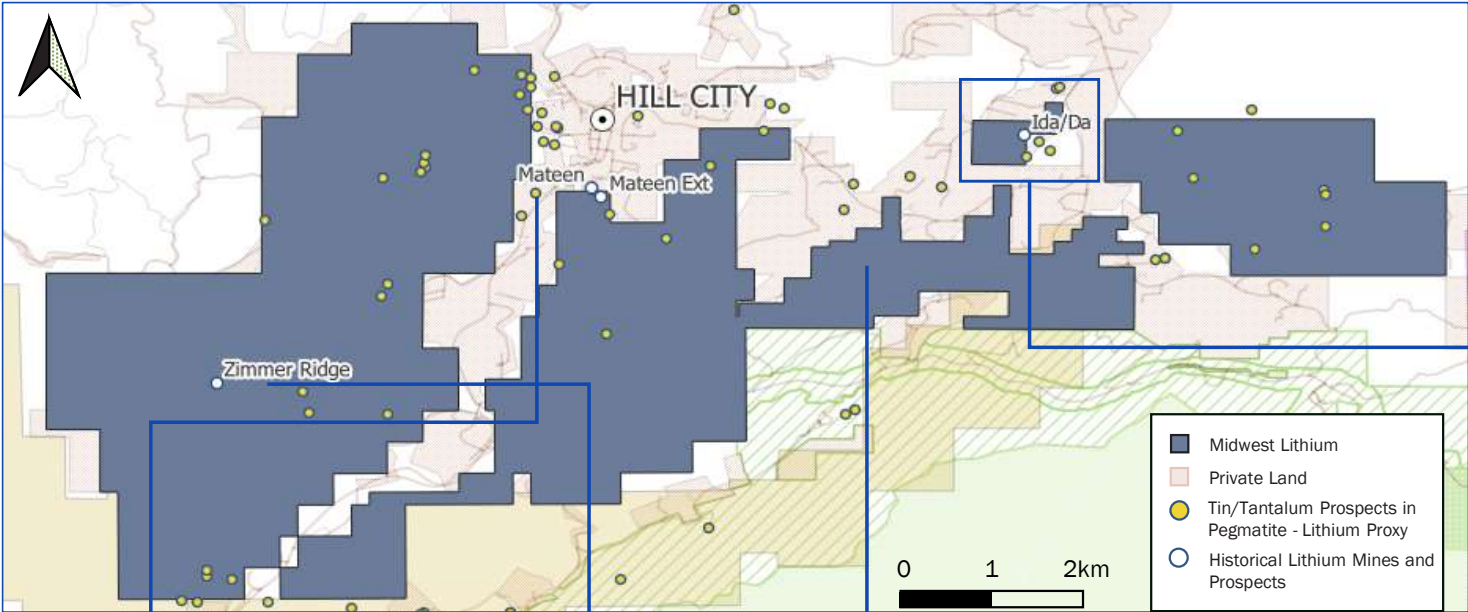 HILL CITY
Ida/Da
Mateen
Mateen Ext
Zimmer Ridge
Midwest Lithium
Private Land
Tin/Tantalum Prospects in
Pegmatite - Lithium Proxy
Historical Lithium Mines and
Prospects
0 1 2km